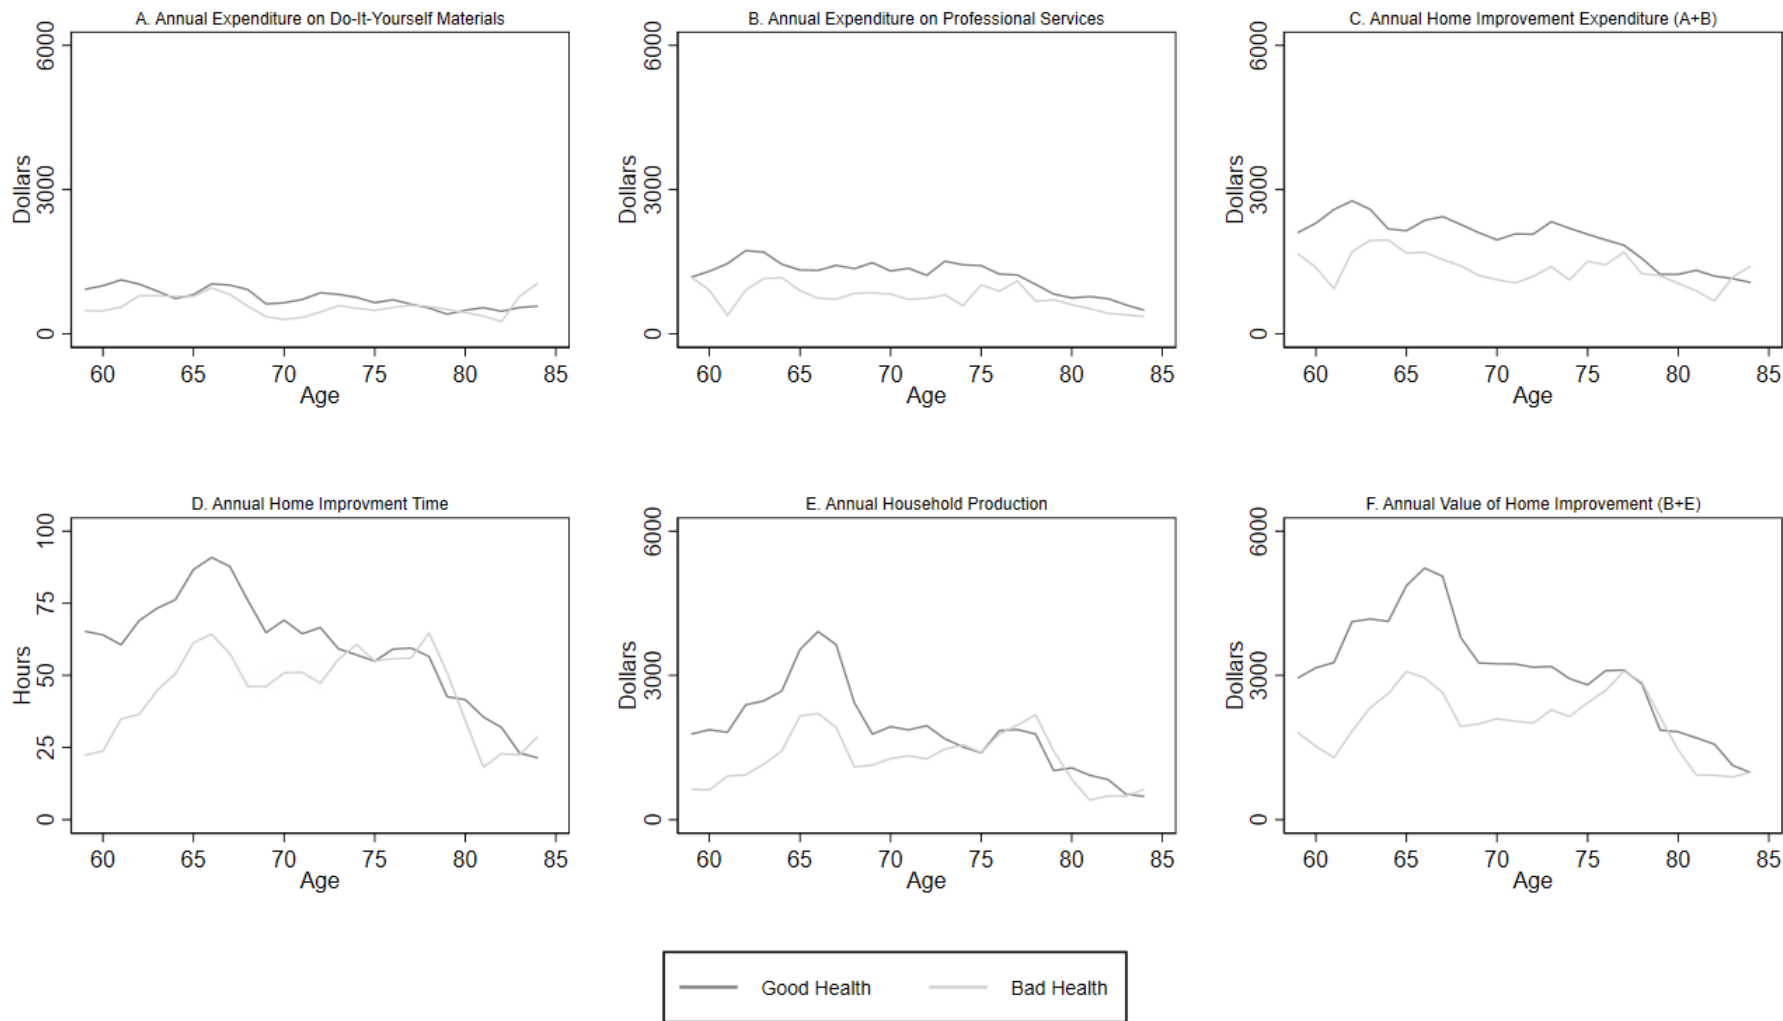 A. Annual Expenditure on Do-It-Yourself Materials
Dollars
6000
3000
0
60 65 70 75 80 85
Age
B. Annual Expenditure on Professional Services
Dollars
6000
3000
0
60 65 70 75 80 85
Age
C. Annual Home Improvement Expenditure (A+B)
Dollars
6000
3000
0
60 65 70 75 80 85
Age
D. Annual Home Improvment Time
Hours
100
75
50
25
0
60 65 70 75 80 85
Age
E. Annual Household Production
Dollars
6000
3000
0
60 65 70 75 80 85
Age
F. Annual Value of Home Improvement (B+E)
Dollars
6000
3000
0
60 65 70 75 80 85
Age
Good Health Bad Health